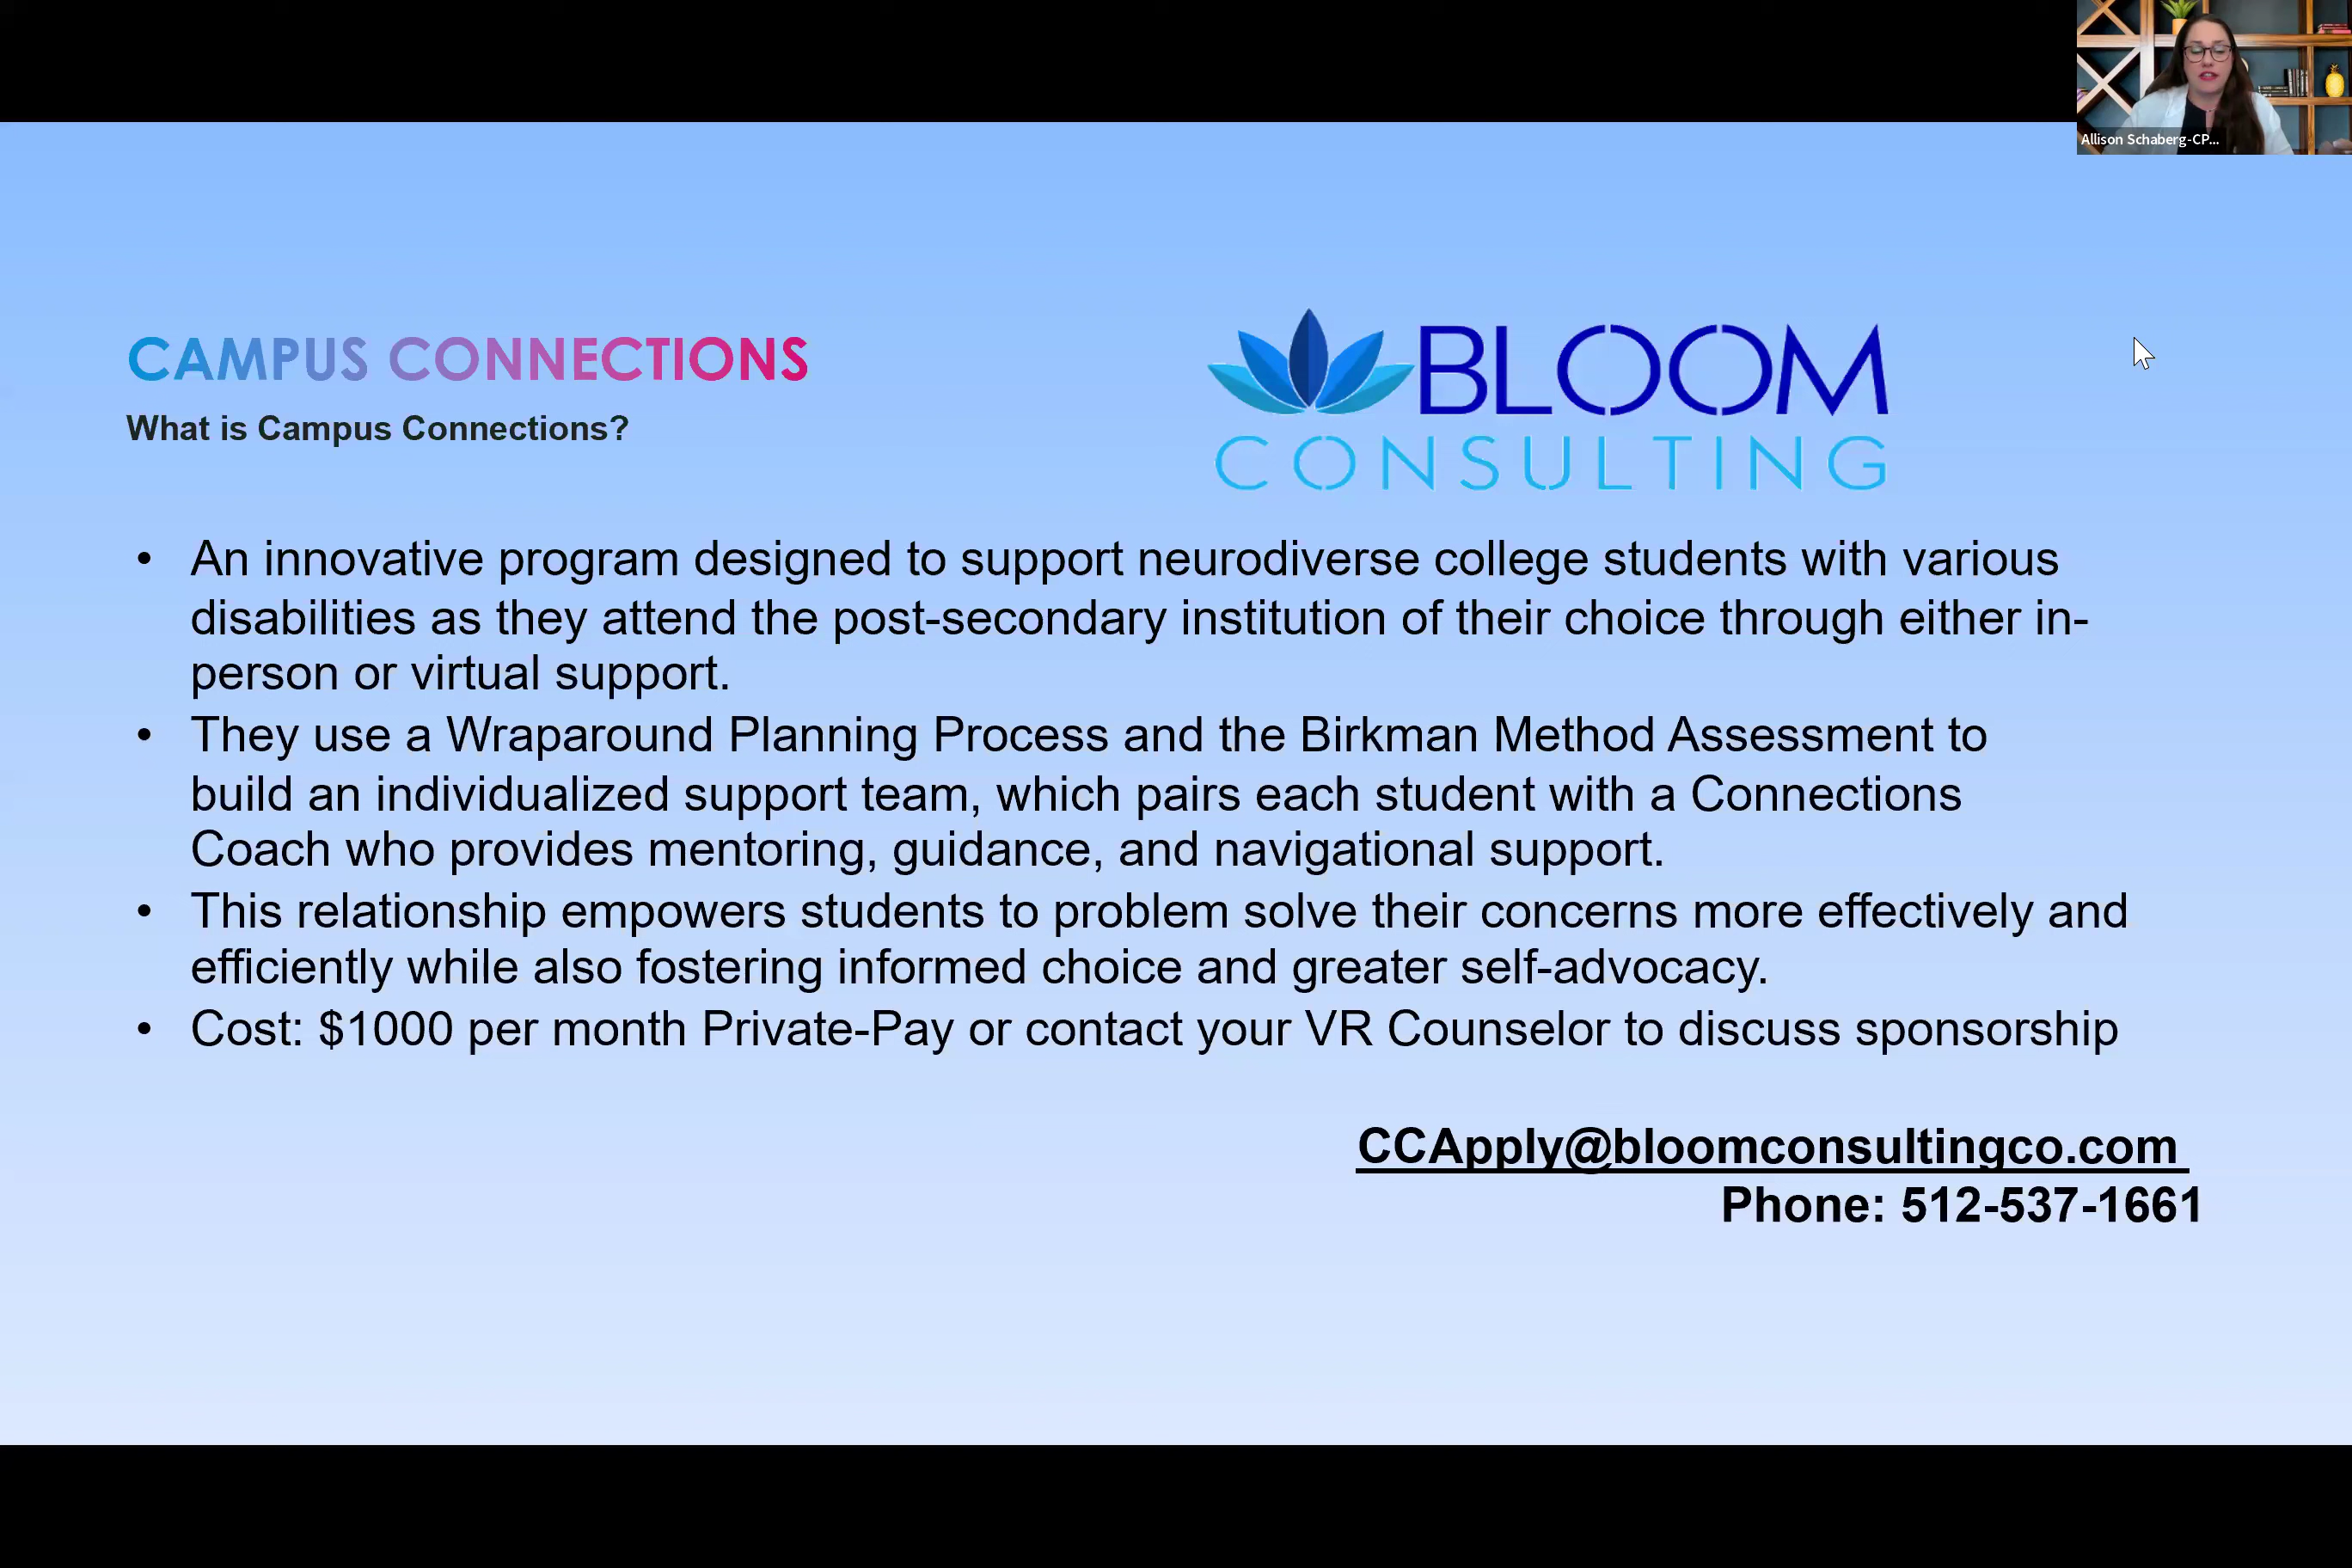 Allison Schaberg-CP...
CAMPUS CONNECTIONS
What is Campus Connections?
BLOOM
CONSULTING
• An innovative program designed to support neurodiverse college students with various
disabilities as they attend the post-secondary institution of their choice through either in-
person or virtual support.
• They use a Wraparound Planning Process and the Birkman Method Assessment to
build an individualized support team, which pairs each student with a Connections
Coach who provides mentoring, guidance, and navigational support.
• This relationship empowers students to problem solve their concerns more effectively and
efficiently while also fostering informed choice and greater self-advocacy.
• Cost: $1000 per month Private-Pay or contact your VR Counselor to discuss sponsorship
CCApply@bloomconsultingco.com
Phone: 512-537-1661